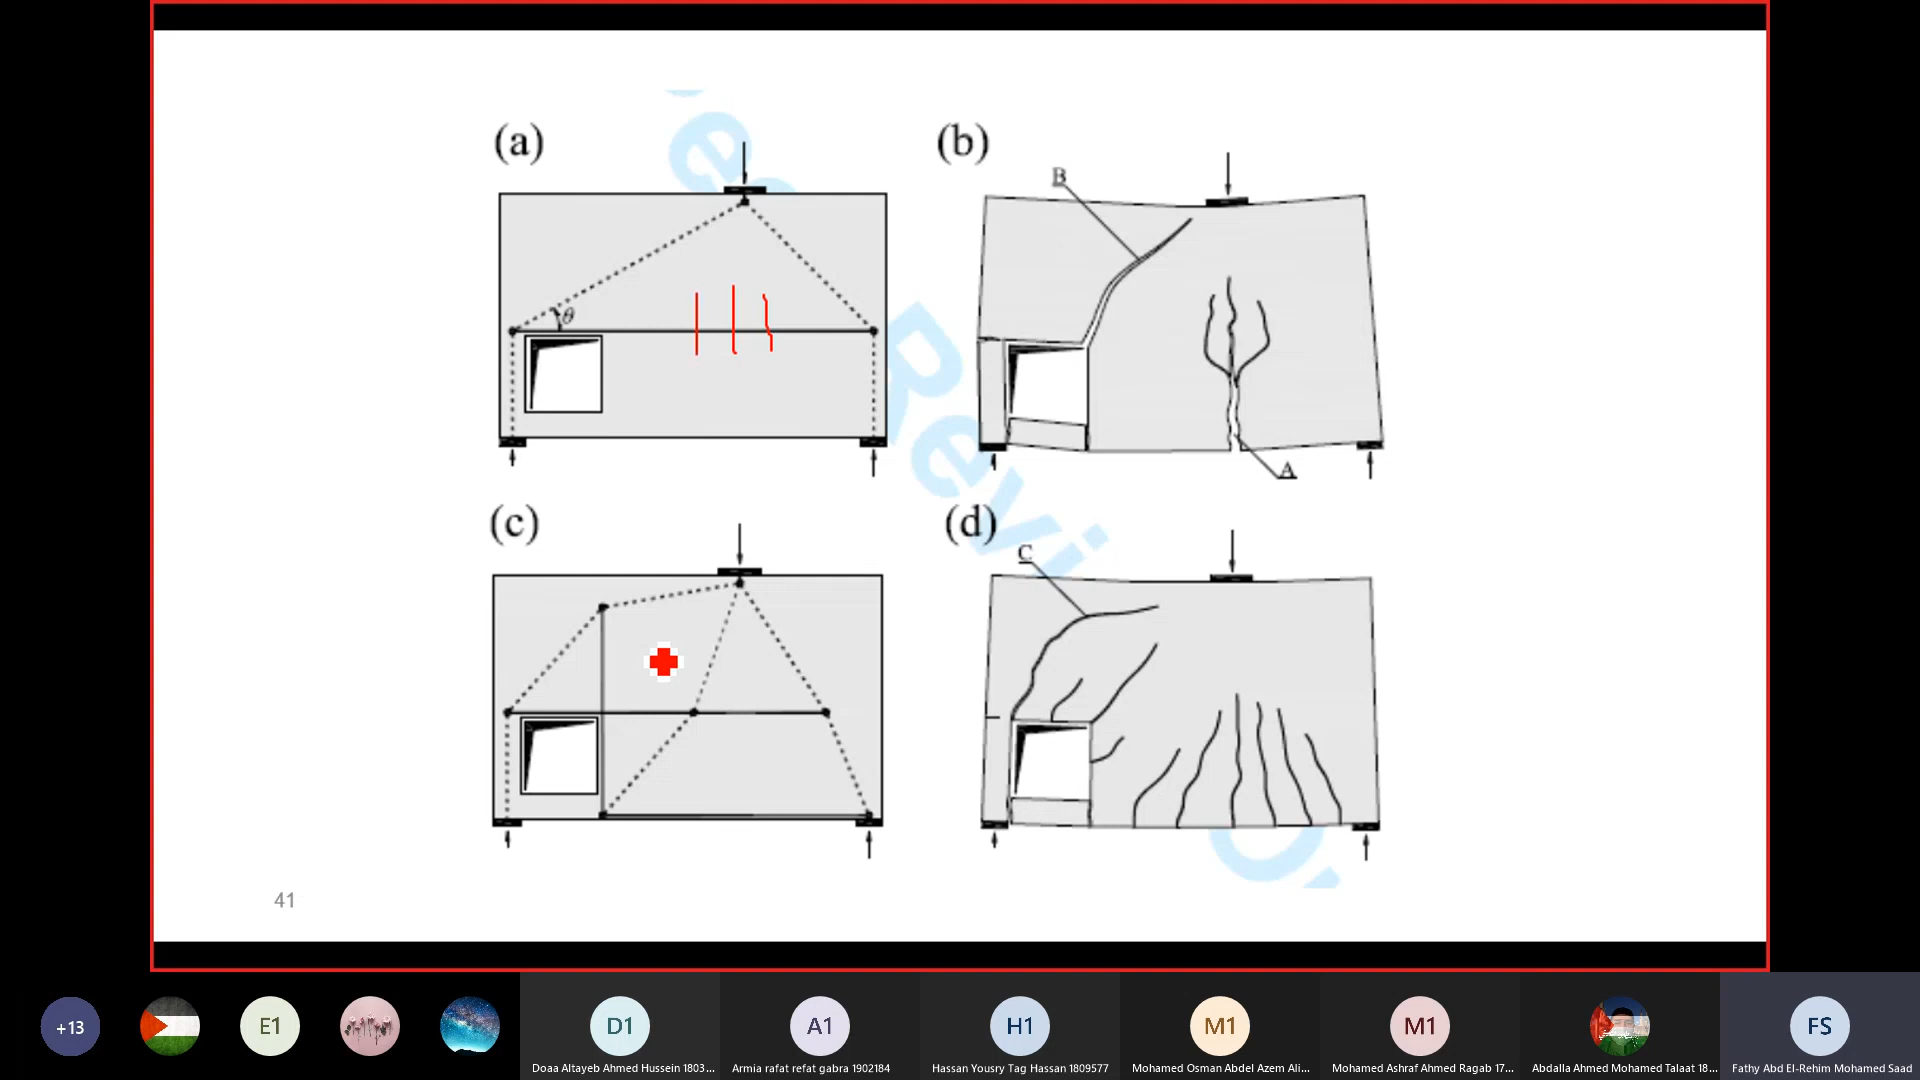 (a)
(b)
B
θ
Revi
A
(c)
(d)
C
41
+13
E1
D1
A1
H1
M1
M1
FS
Doaa Altayeb Ahmed Hussein 1803...
Armia rafat refat gabra 1902184
Hassan Yousry Tag Hassan 1809577
Mohamed Osman Abdel Azem Ali...
Mohamed Ashraf Ahmed Ragab 17...
Abdalla Ahmed Mohamed Talaat 18...
Fathy Abd El-Rehim Mohamed Saad